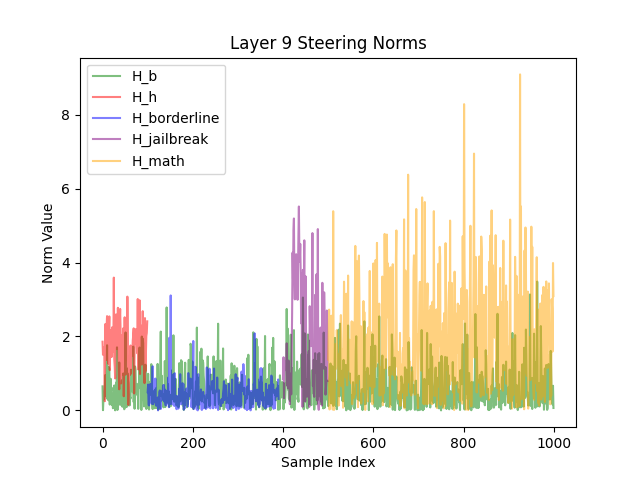 Layer 9 Steering Norms
H_b
H_h
H_borderline
H_jailbreak
H_math
Norm Value
8
6
4
2
0
0 200 400 600 800 1000
Sample Index